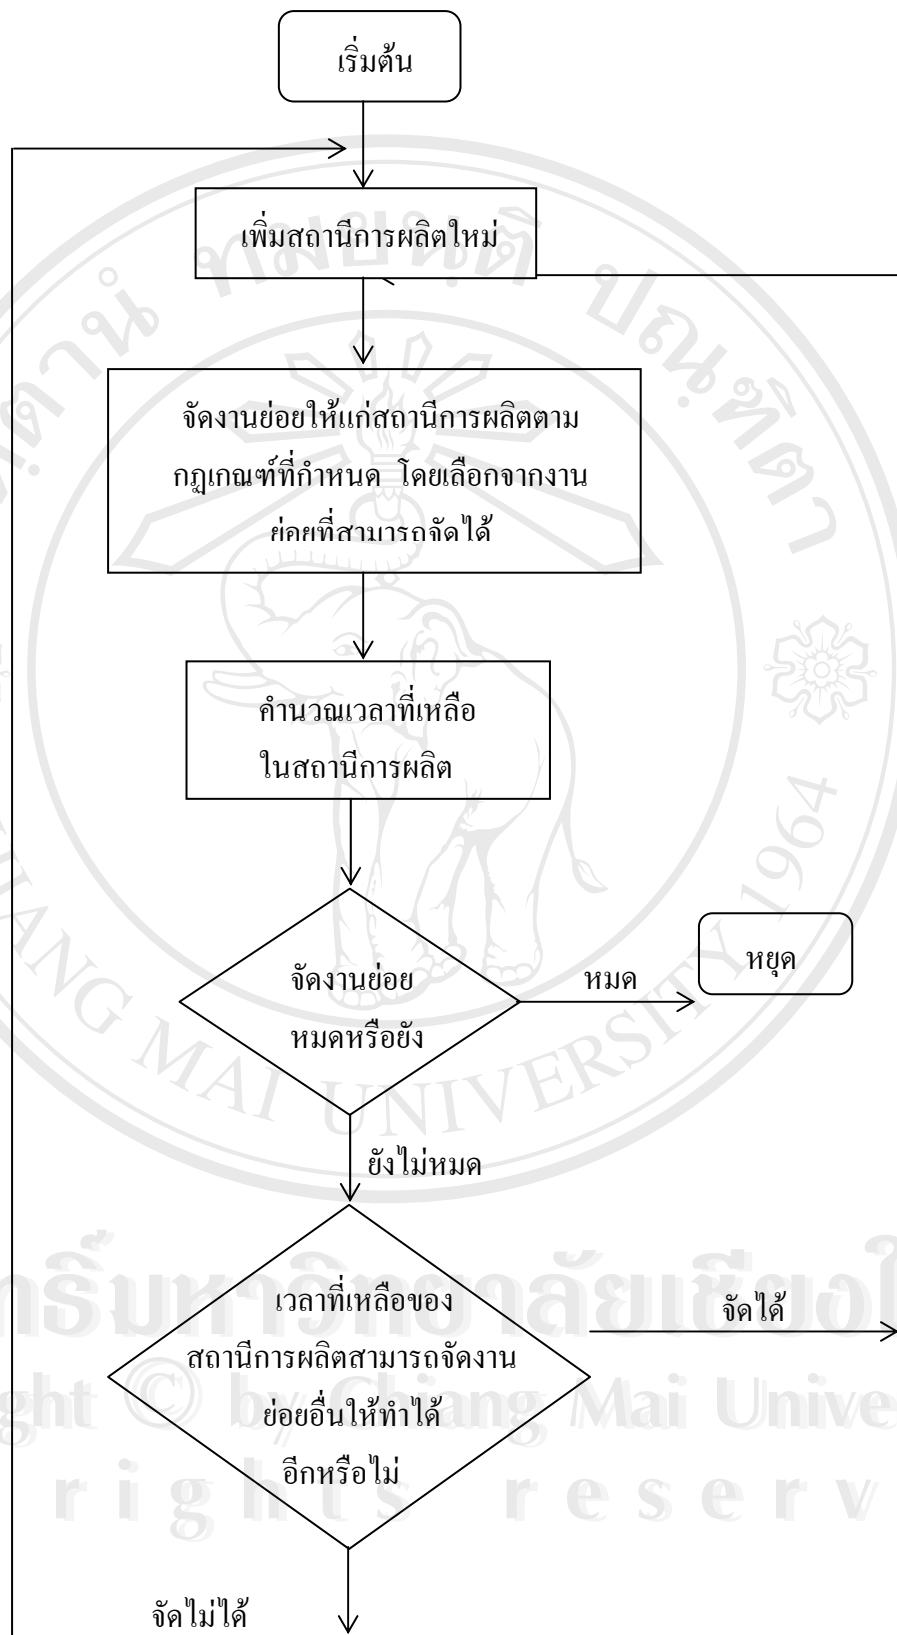 เริ่มต้น
เพิ่มสถานีการผลิตใหม่
จัดงานย่อยให้แก่สถานีการผลิตตาม
กฏเกณฑ์ที่กำหนด โดยเลือกจากงาน
ย่อยที่สามารถจัดได้
คำนวณเวลาที่เหลือ
ในสถานีการผลิต
จัดงานย่อย
หมดหรือยัง
หมด
หยุด
ยังไม่หมด
เวลาที่เหลือของ
สถานีการผลิตสามารถจัดงาน
ย่อยอื่นให้ทำได้
อีกหรือไม่
จัดได้
จัดไม่ได้
MAI UNIVERSITY 1964
© by Chiang Mai
rights